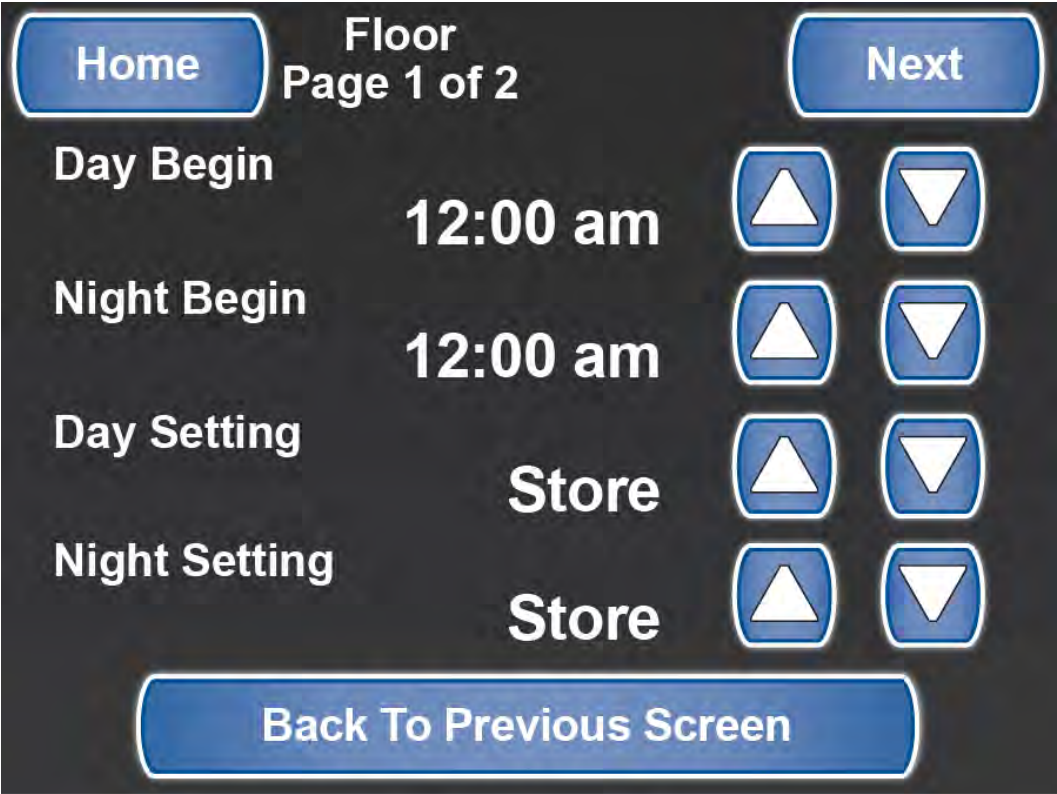 Home
Floor
Page 1 of 2
Next
Day Begin
12:00 am
Night Begin
12:00 am
Day Setting
Store
Night Setting
Store
Back To Previous Screen